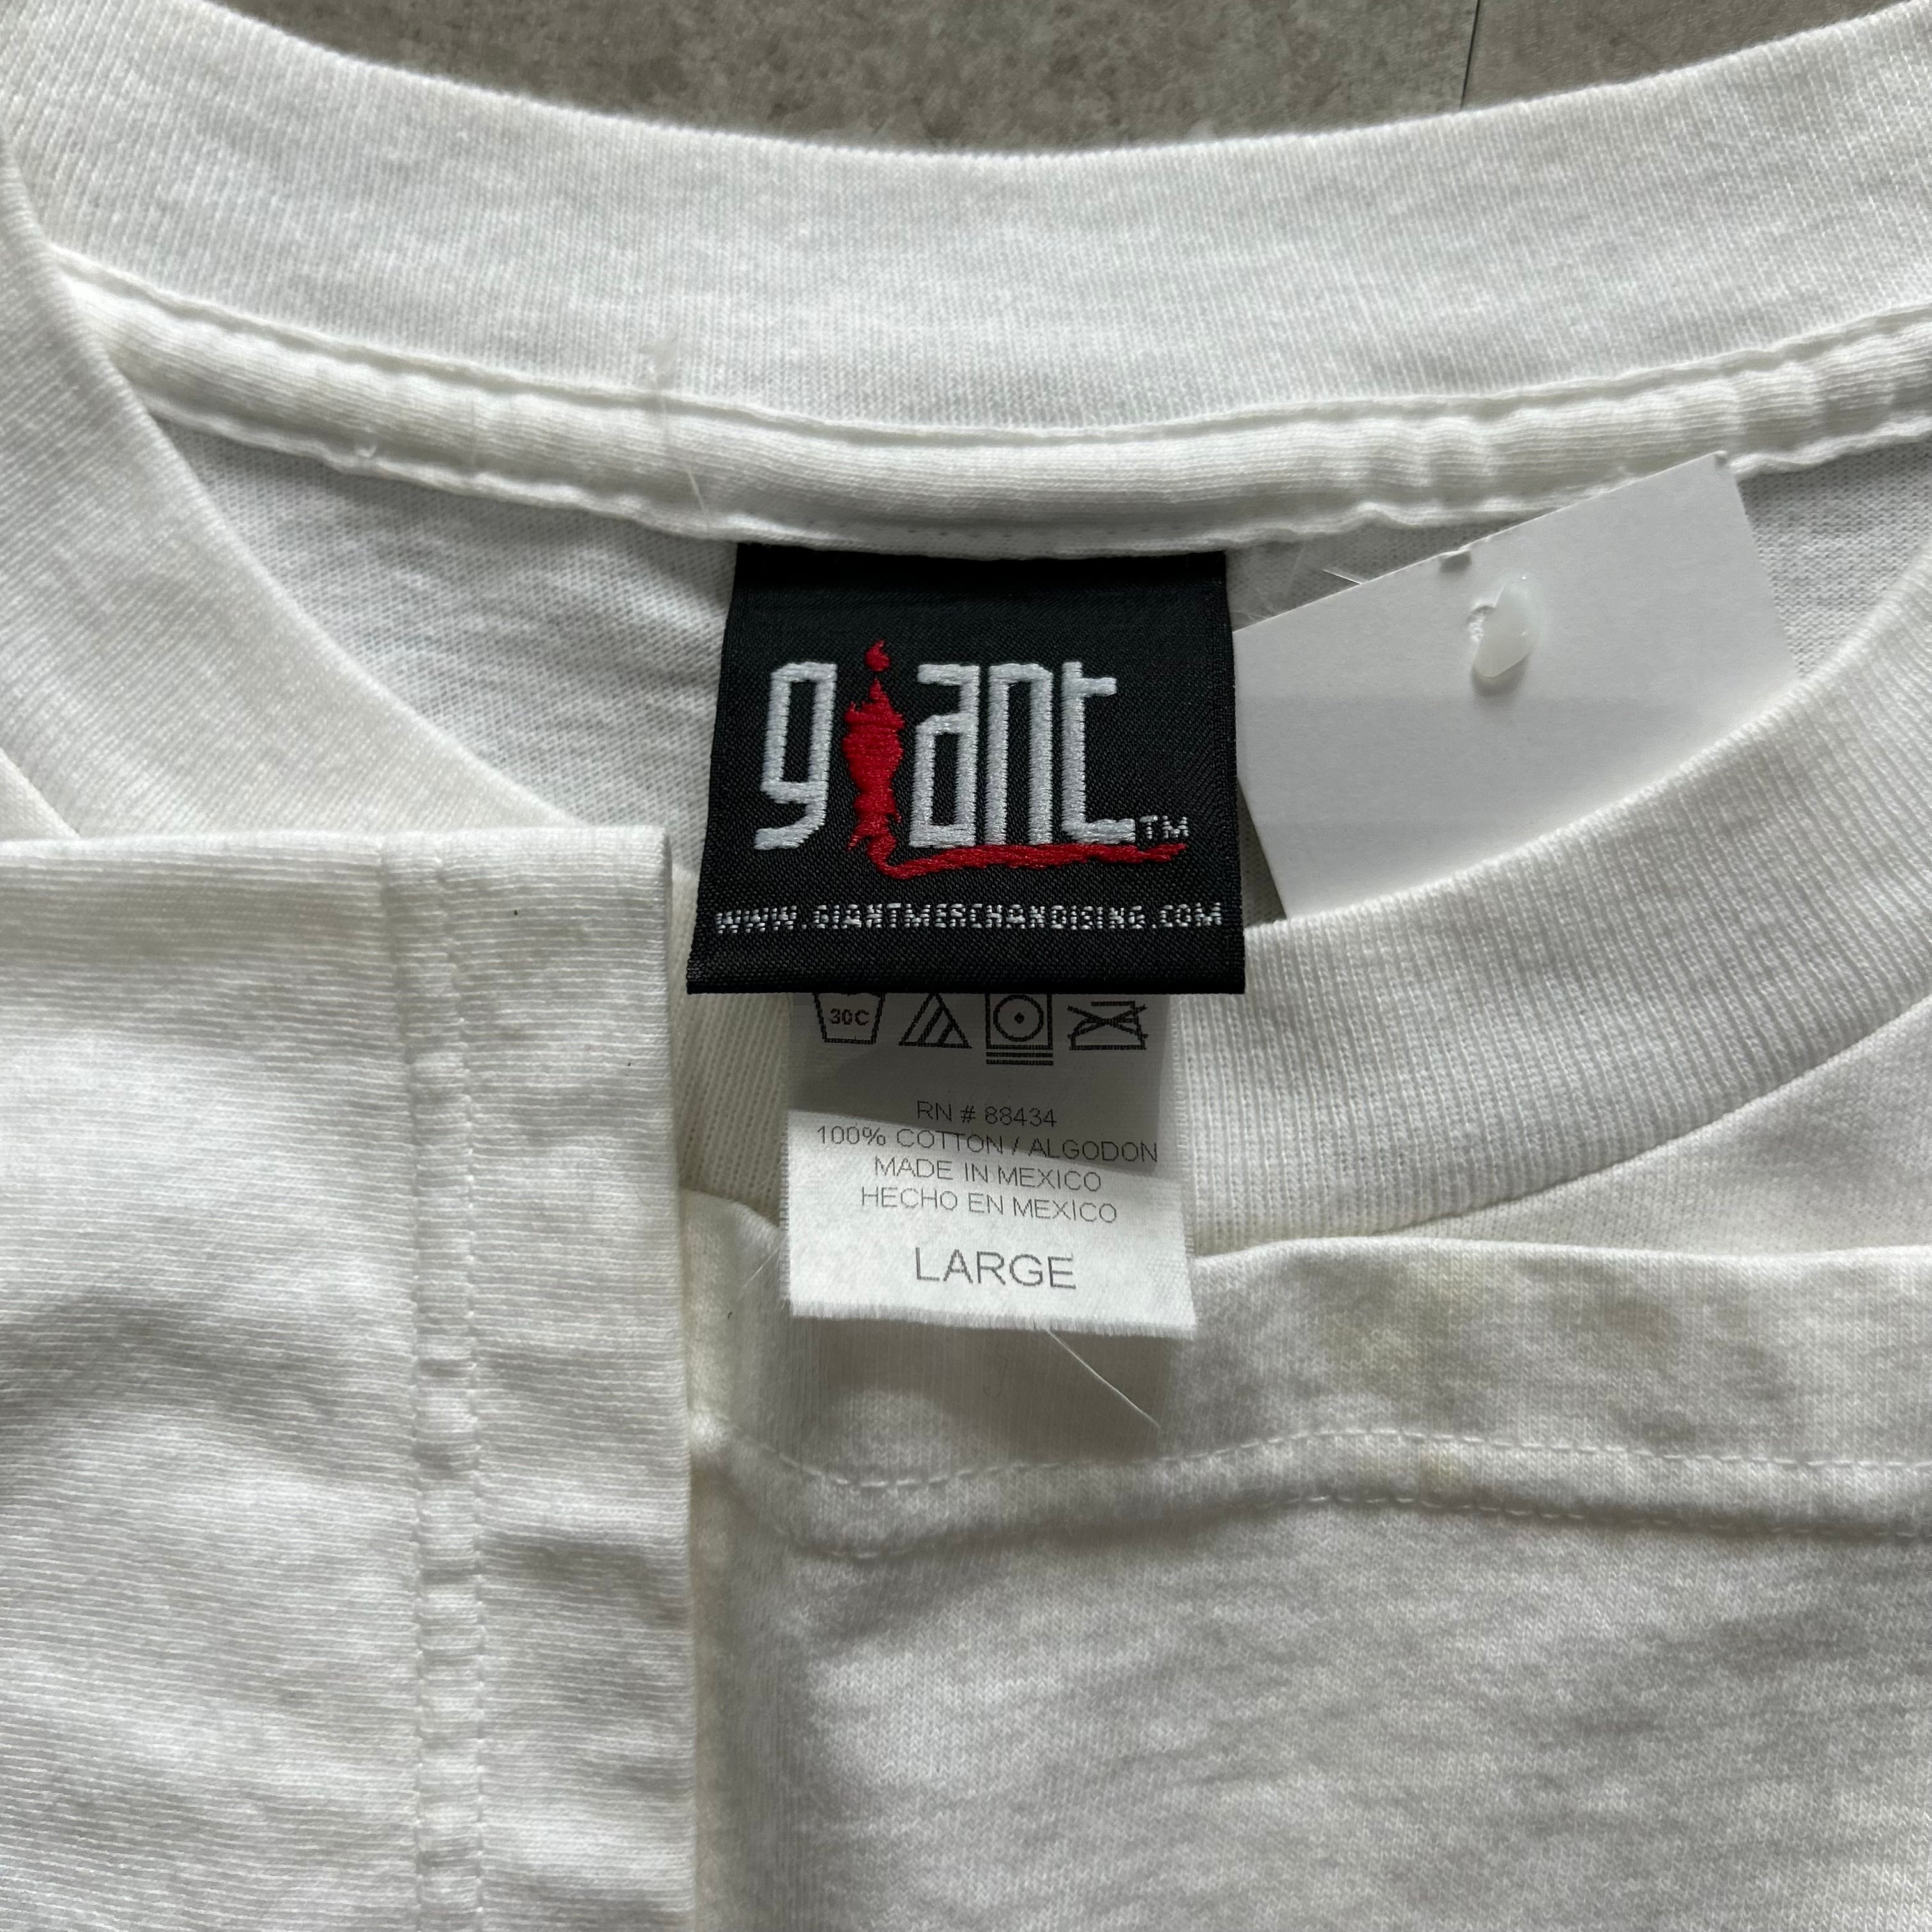 giant™
WWW.GIANTMERCHANDISING.COM
30C
RN # 88434
100% COTTON / ALGODON
MADE IN MEXICO
HECHO EN MEXICO
LARGE